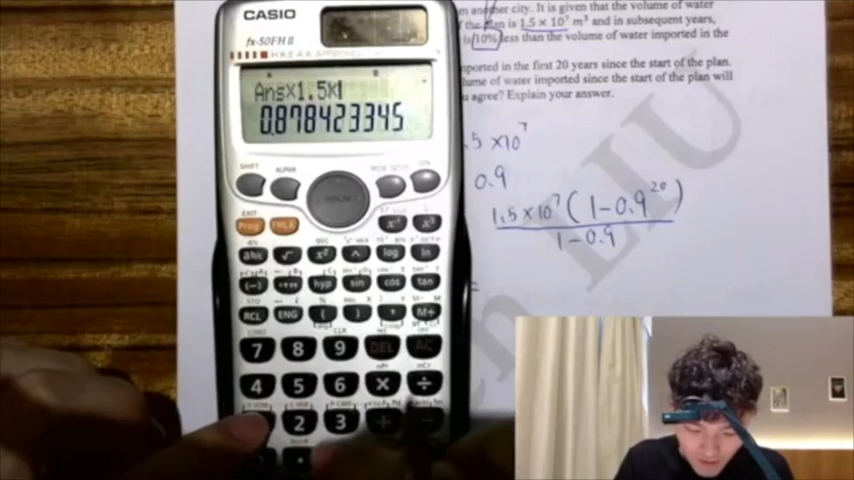 CASIO
fx-50FH II
Ans×1.5×
0.878423345
SHIFT
ALPHA
EXIT
Prog
FMLA
x³
log
ln
hyp
sin
cos
tan
RCL
ENG
(
)
M+
7
8
9
DEL
AC
4
5
6
×
÷
2
3
another city. It is given that the volume of water
the plan is 1.5 × 10⁷ m³ and in subsequent years,
is 10% less than the volume of water imported in the
ported in the first 20 years since the start of the plan.
lume of water imported since the start of the plan will
u agree? Explain your answer.
.5 ×10⁷
0.9
1.5×10⁷ (1-0.9²⁰)
1-0.9
=